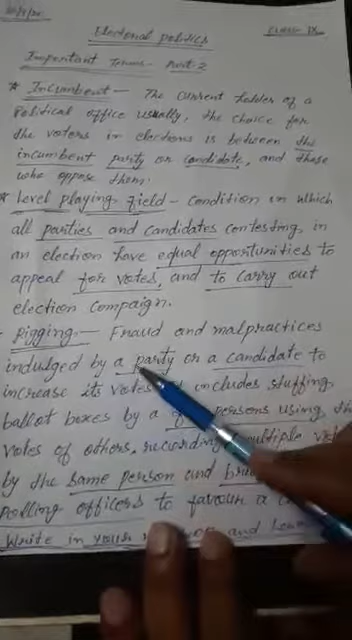 Electoral Politics
Class- IX
Important Terms- Part-2
* Incumbent - The current holder of a
Political office usually, the choice for
the voters in elections is between the
incumbent party or candidate, and those
who oppose them.
* Level playing field - Condition in which
all parties and candidates contesting in
an election have equal opportunities to
appeal for votes, and to carry out
election campaign.
Rigging - Fraud and malpractices
indulged by a party or a candidate to
increase its votes includes stuffing
ballot boxes by a persons using
votes of others, multiple
by the same person and
Polling officers to favour a
Write in your and